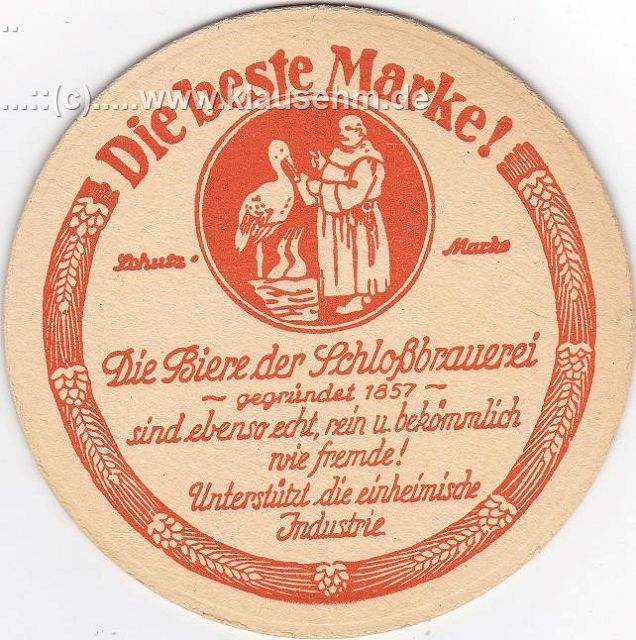 Die beste Marke!
...::(c).....www.klausehm.de
Schutz- Marke
Die Biere der Schloßbrauerei
~ gegründet 1857 ~
sind ebenso echt, rein u. bekömmlich
wie fremde!
Unterstützt die einheimische
Industrie